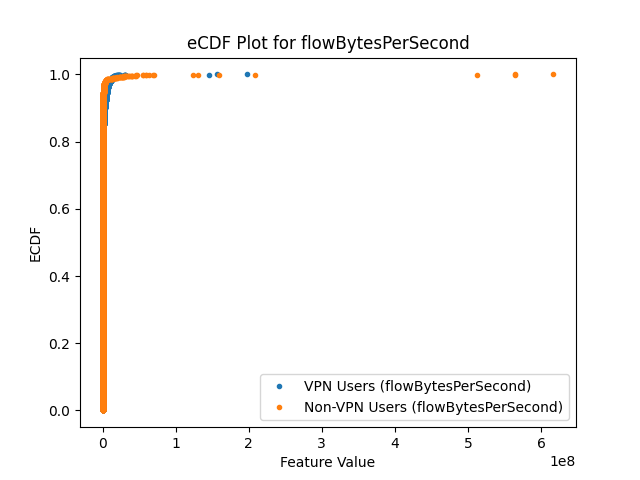 eCDF Plot for flowBytesPerSecond
1.0
0.8
0.6
0.4
0.2
0.0
ECDF
VPN Users (flowBytesPerSecond)
Non-VPN Users (flowBytesPerSecond)
0 1 2 3 4 5 6
1e8
Feature Value